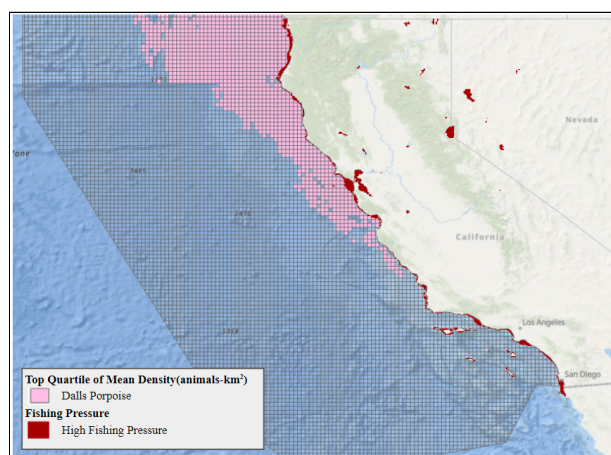 Nevada
California
Los Angeles
San Diego
Top Quartile of Mean Density(animals-km²)
Dalls Porpoise
Fishing Pressure
High Fishing Pressure